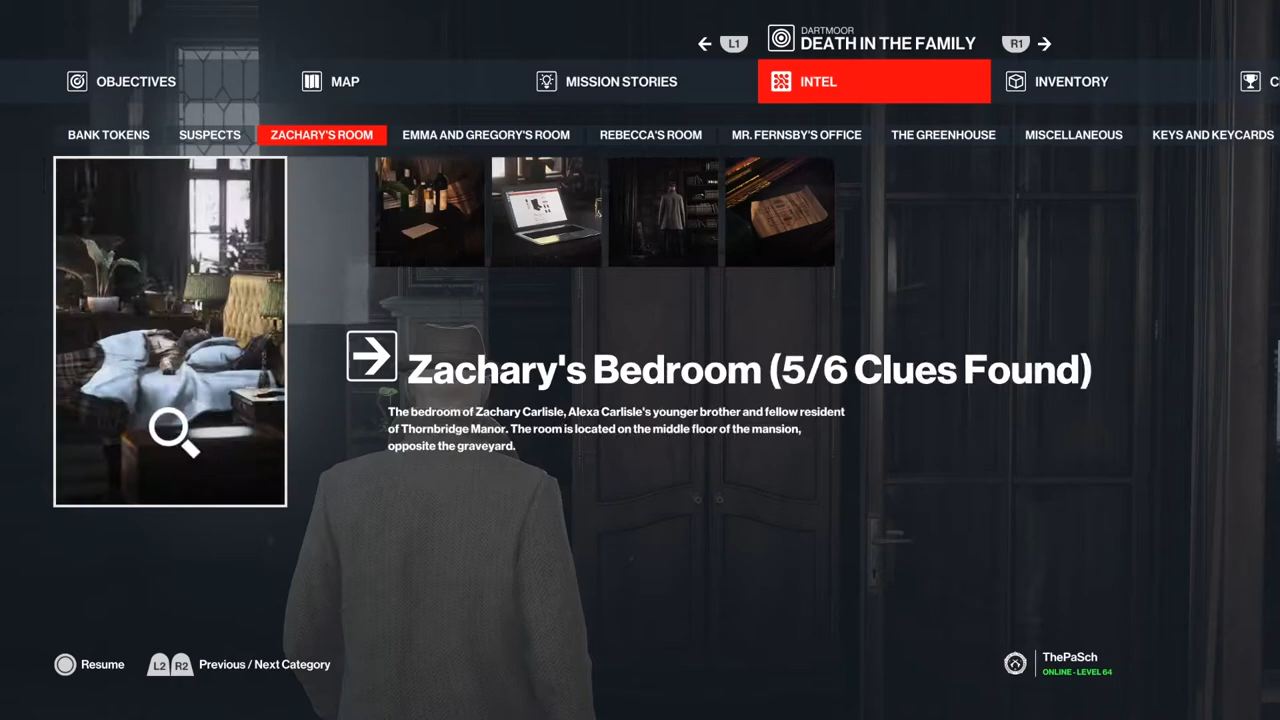 DARTMOOR
L1 DEATH IN THE FAMILY R1
OBJECTIVES MAP MISSION STORIES INTEL INVENTORY C
BANK TOKENS SUSPECTS ZACHARY'S ROOM EMMA AND GREGORY'S ROOM REBECCA'S ROOM MR. FERNSBY'S OFFICE THE GREENHOUSE MISCELLANEOUS KEYS AND KEYCARDS
Zachary's Bedroom (5/6 Clues Found)
The bedroom of Zachary Carlisle, Alexa Carlisle's younger brother and fellow resident
of Thornbridge Manor. The room is located on the middle floor of the mansion,
opposite the graveyard.
Resume L2 R2 Previous / Next Category
ThePaSch
ONLINE - LEVEL 64